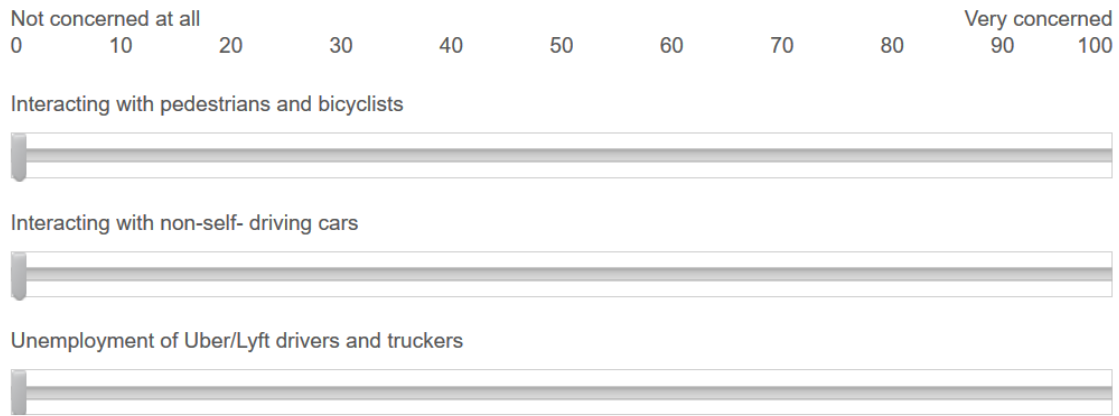 Not concerned at all Very concerned
0 10 20 30 40 50 60 70 80 90 100
Interacting with pedestrians and bicyclists
Interacting with non-self- driving cars
Unemployment of Uber/Lyft drivers and truckers